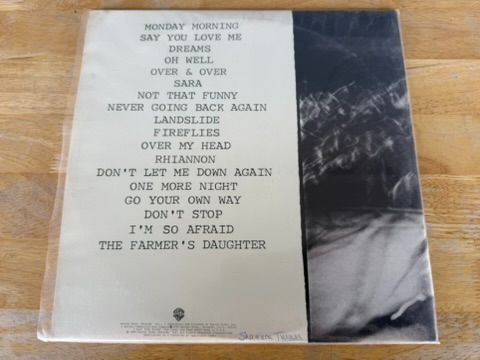 MONDAY MORNING
SAY YOU LOVE ME
DREAMS
OH WELL
OVER & OVER
SARA
NOT THAT FUNNY
NEVER GOING BACK AGAIN
LANDSLIDE
FIREFLIES
OVER MY HEAD
RHIANNON
DON'T LET ME DOWN AGAIN
ONE MORE NIGHT
GO YOUR OWN WAY
DON'T STOP
I'M SO AFRAID
THE FARMER'S DAUGHTER